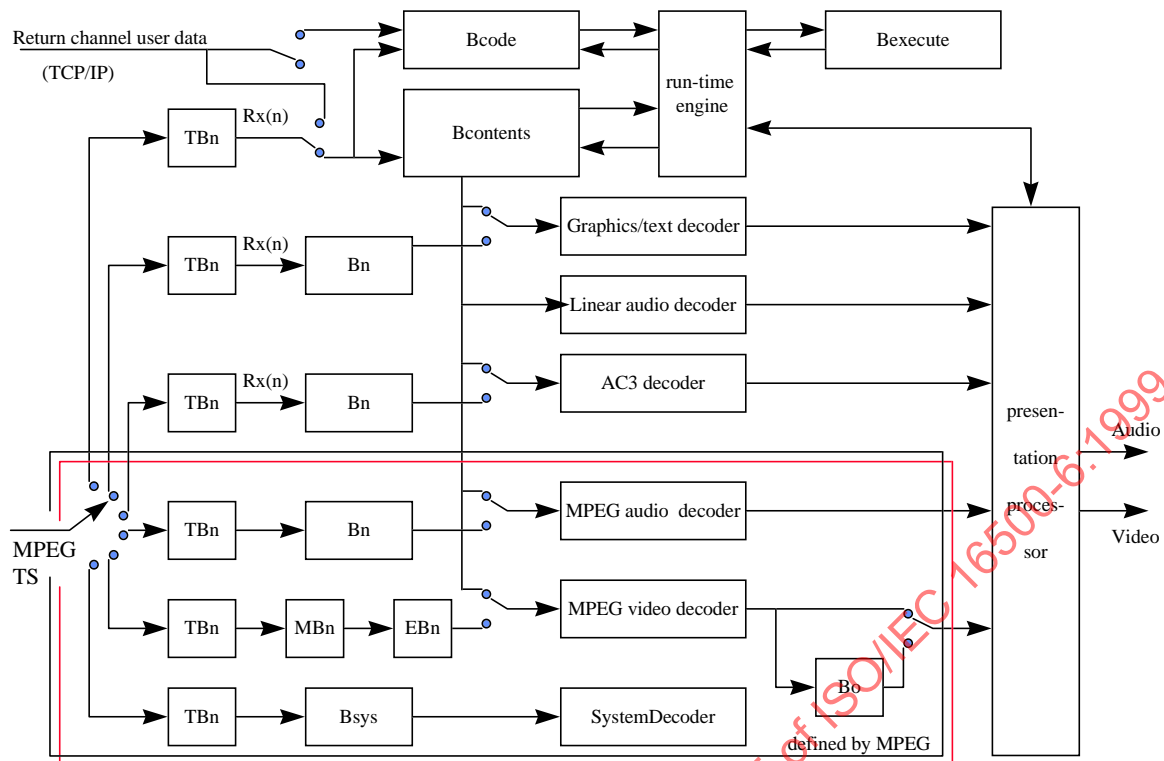 Return channel user data
(TCP/IP)
Bcode
Bexecute
run-time
engine
Bcontents
TBn
Rx(n)
Graphics/text decoder
TBn
Rx(n)
Bn
Linear audio decoder
TBn
Rx(n)
Bn
AC3 decoder
presen-
tation
proces-
sor
Audio
Video
MPEG
TS
TBn
Bn
MPEG audio decoder
TBn
MBn
EBn
MPEG video decoder
Bo
TBn
Bsys
SystemDecoder
defined by MPEG
of ISO/IEC 16500-6:1999